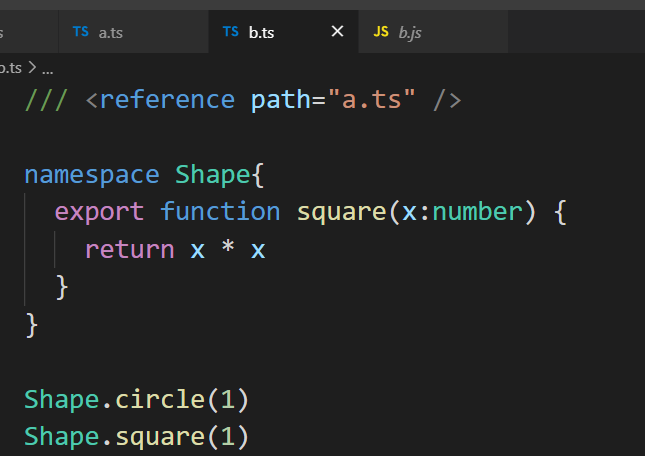 TS a.ts
TS b.ts ×
JS b.js
b.ts > ...
/// <reference path="a.ts" />
namespace Shape{
export function square(x:number) {
return x * x
}
}
Shape.circle(1)
Shape.square(1)